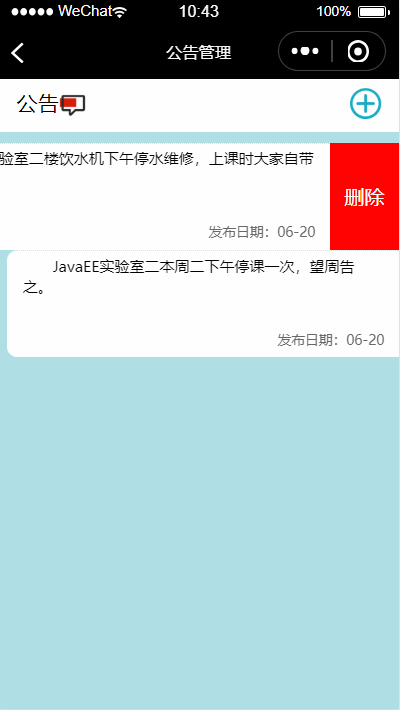 ●●●●● WeChat 10:43 100%
公告管理
公告
验室二楼饮水机下午停水维修，上课时大家自带
删除
发布日期：06-20
JavaEE实验室二本周二下午停课一次，望周告
之。
发布日期：06-20